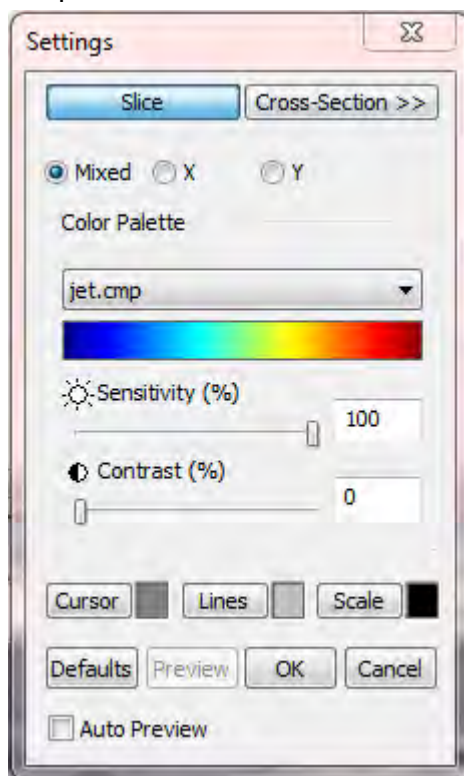 Settings
Slice Cross-Section >>
Mixed X Y
Color Palette
jet.cmp
Sensitivity (%)
100
Contrast (%)
0
Cursor Lines Scale
Defaults Preview OK Cancel
Auto Preview